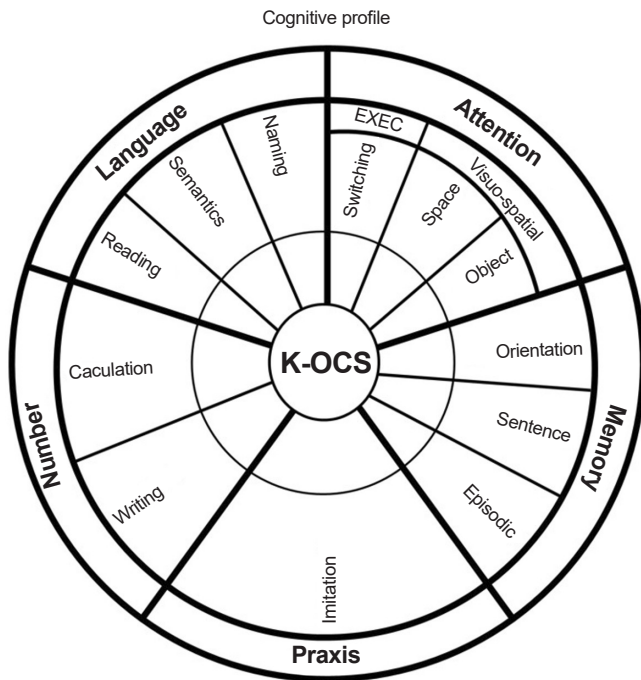 Cognitive profile
Language
Attention
EXEC
Naming
Switching
Semantics
Space
Visuo-spatial
Reading
Object
K-OCS
Caculation
Orientation
Number
Memory
Sentence
Writing
Episodic
Imitation
Praxis